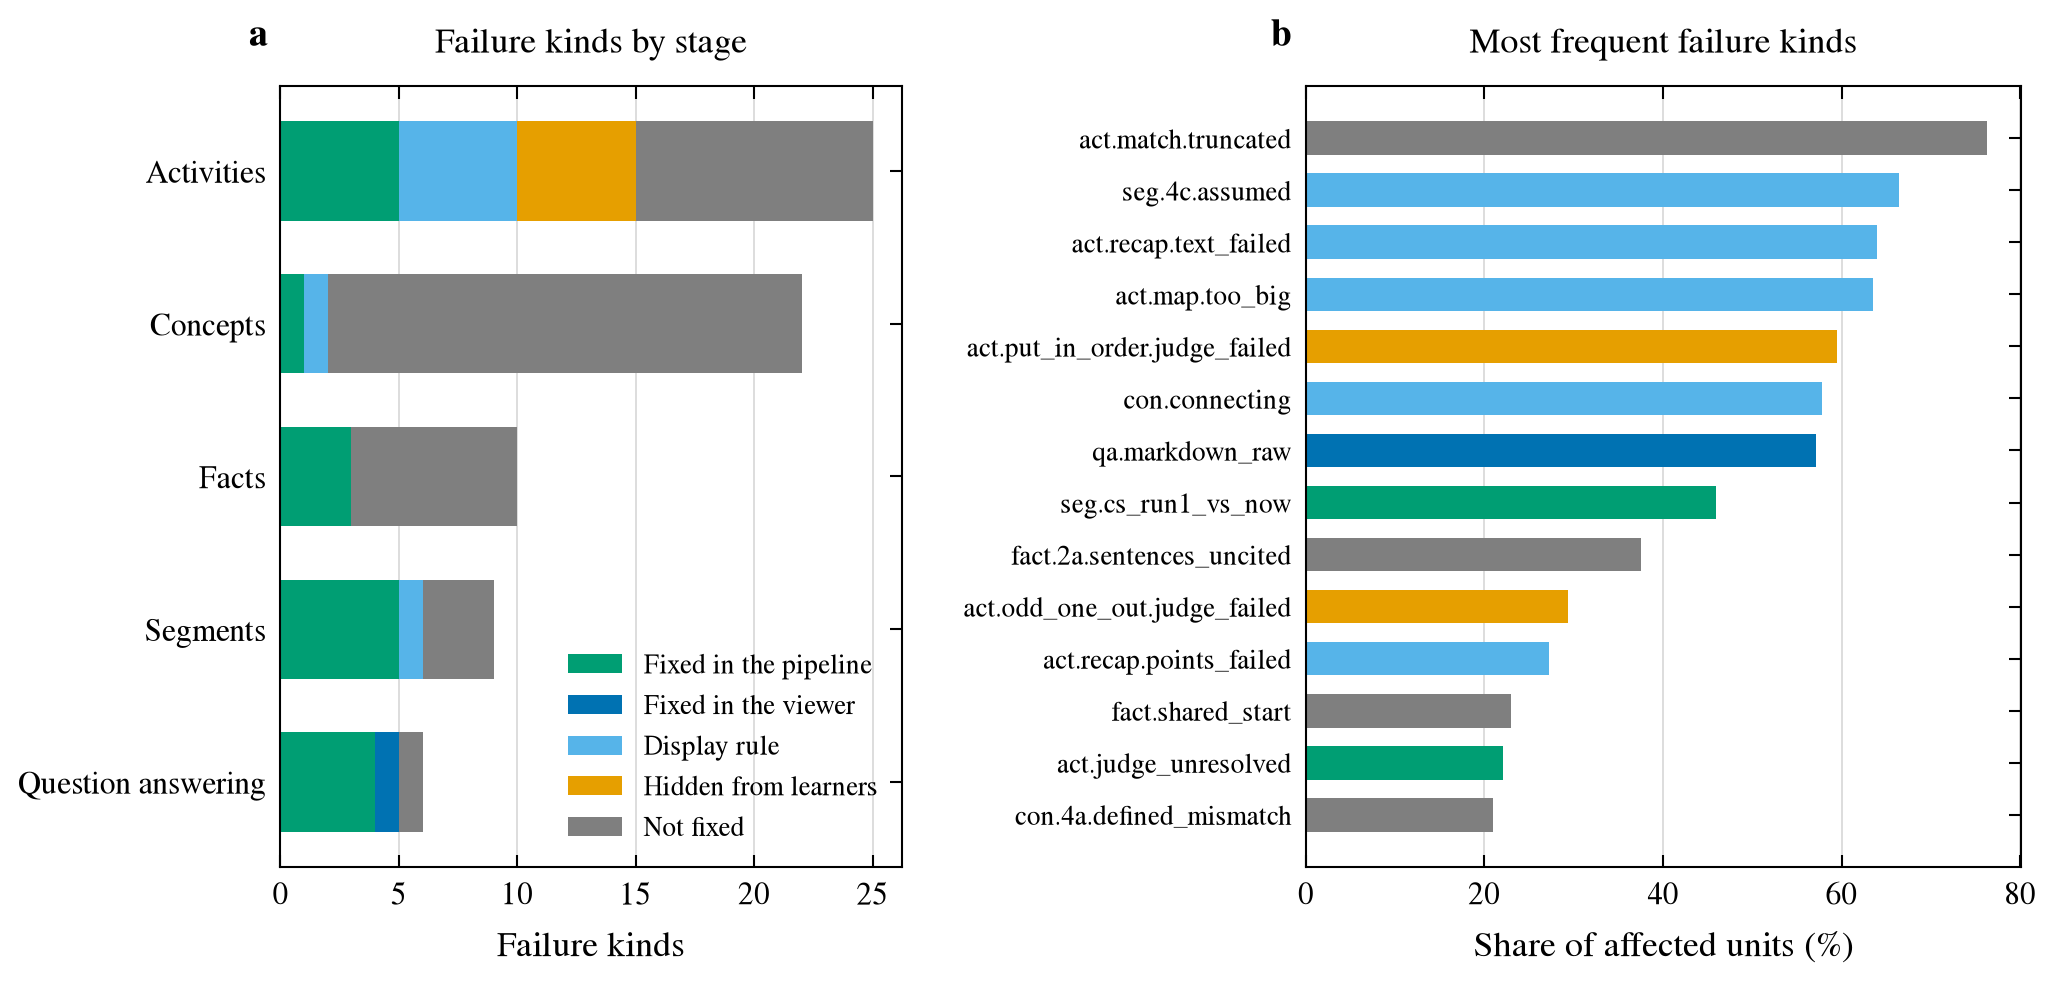 a
Failure kinds by stage
Activities
Concepts
Facts
Segments
Question answering
Fixed in the pipeline
Fixed in the viewer
Display rule
Hidden from learners
Not fixed
0 5 10 15 20 25
Failure kinds
b
Most frequent failure kinds
act.match.truncated
seg.4c.assumed
act.recap.text_failed
act.map.too_big
act.put_in_order.judge_failed
con.connecting
qa.markdown_raw
seg.cs_run1_vs_now
fact.2a.sentences_uncited
act.odd_one_out.judge_failed
act.recap.points_failed
fact.shared_start
act.judge_unresolved
con.4a.defined_mismatch
0 20 40 60 80
Share of affected units (%)